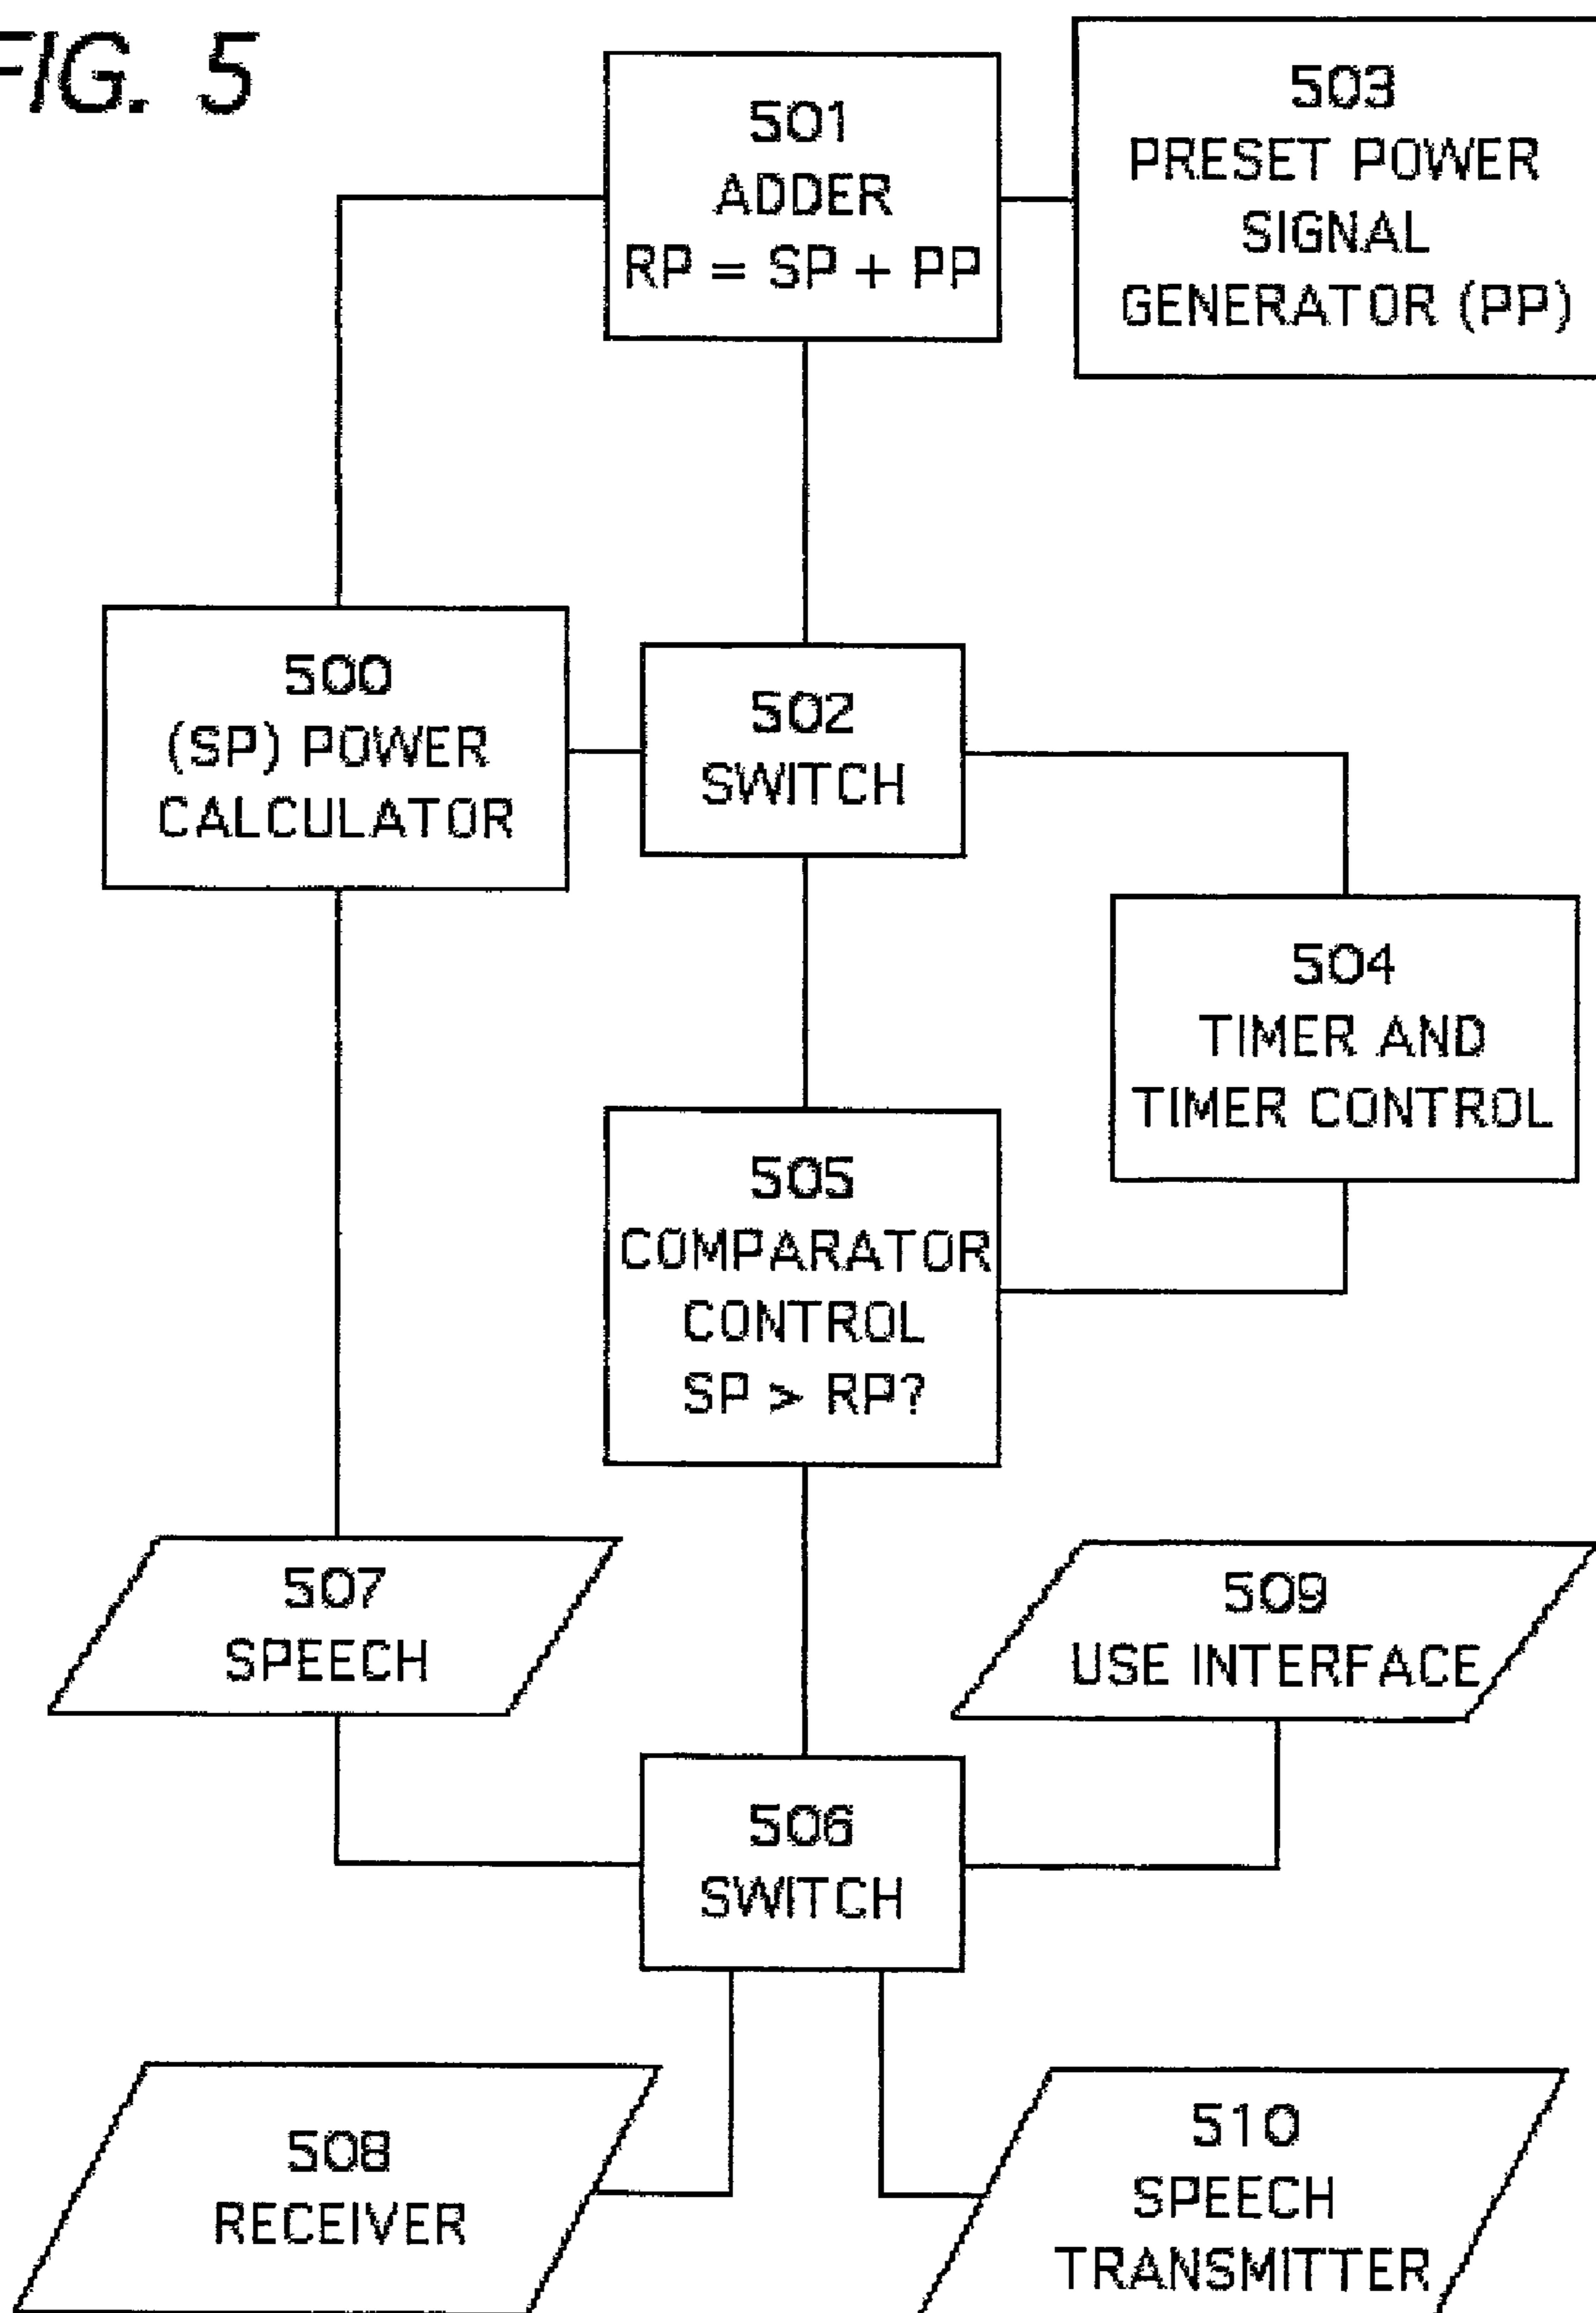 FIG. 5
501
ADDER
RP = SP + PP
503
PRESET POWER
SIGNAL
GENERATOR (PP)
500
(SP) POWER
CALCULATOR
502
SWITCH
504
TIMER AND
TIMER CONTROL
505
COMPARATOR
CONTROL
SP > RP?
507
SPEECH
509
USE INTERFACE
506
SWITCH
508
RECEIVER
510
SPEECH
TRANSMITTER